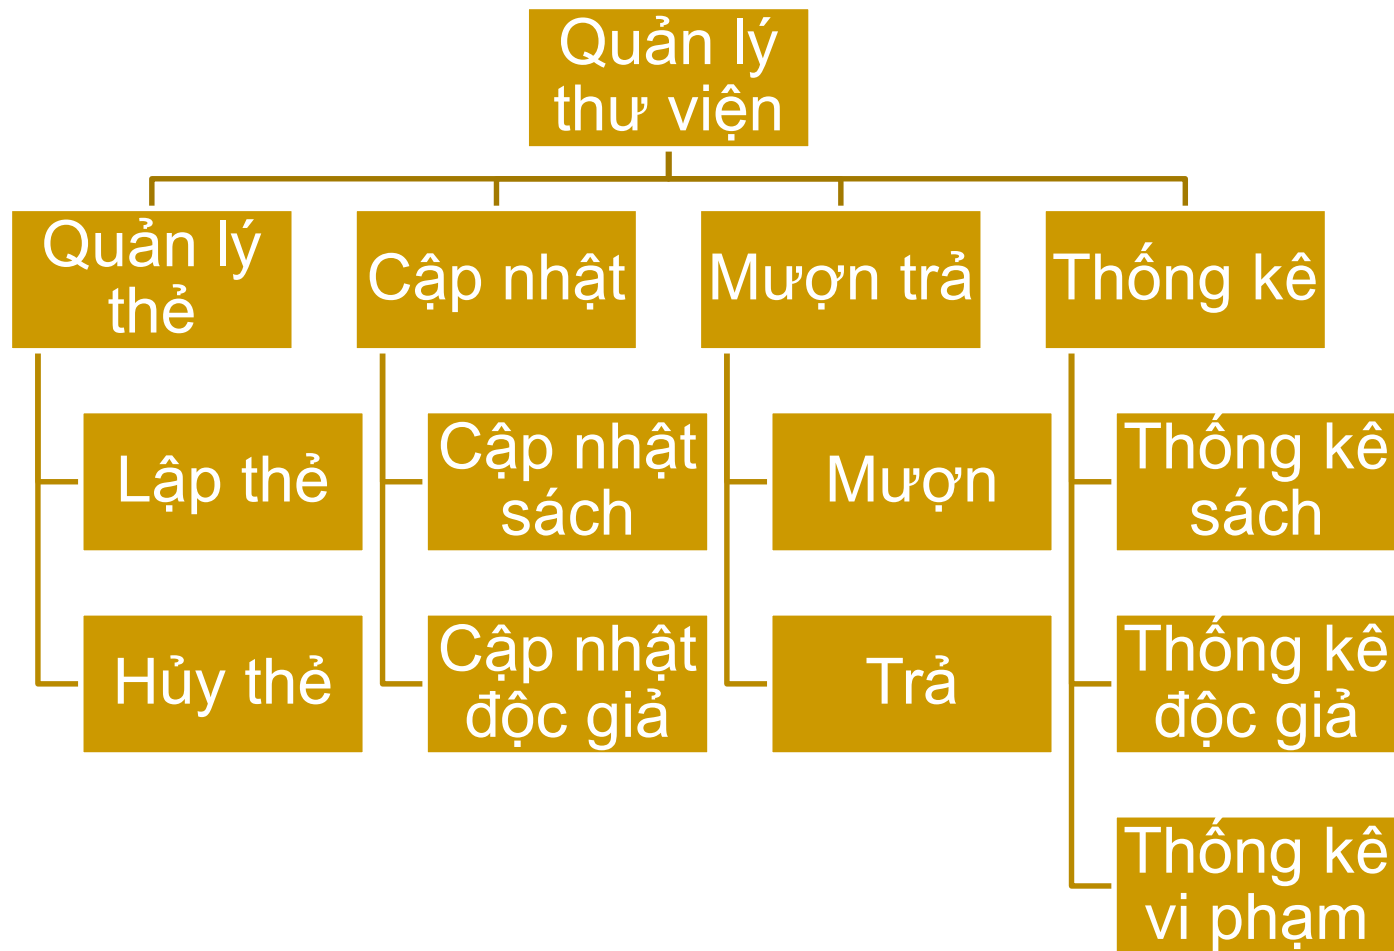 Quản lý
thư viện
Quản lý
thẻ
Cập nhật
Mượn trả
Thống kê
Lập thẻ
Cập nhật
sách
Mượn
Thống kê
sách
Hủy thẻ
Cập nhật
độc giả
Trả
Thống kê
độc giả
Thống kê
vi phạm